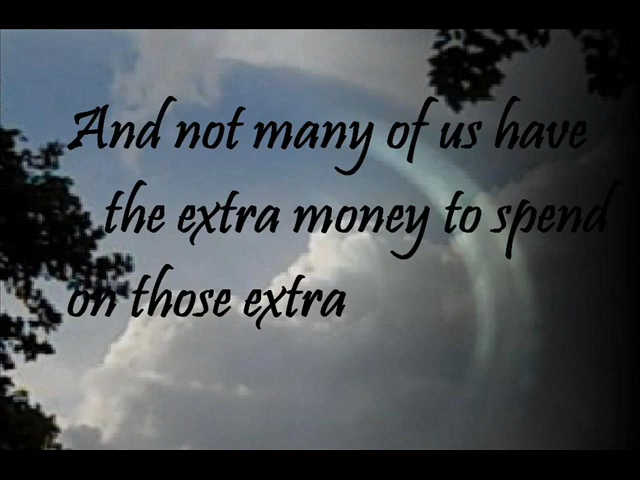 And not many of us have
the extra money to spend
on those extra